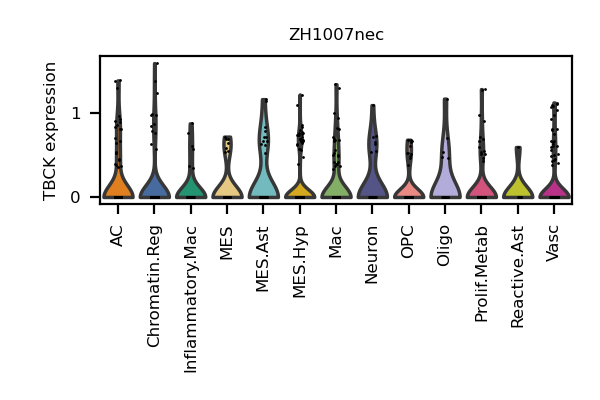 ZH1007nec
TBCK expression
1
0
AC
Chromatin.Reg
Inflammatory.Mac
MES
MES.Ast
MES.Hyp
Mac
Neuron
OPC
Oligo
Prolif.Metab
Reactive.Ast
Vasc